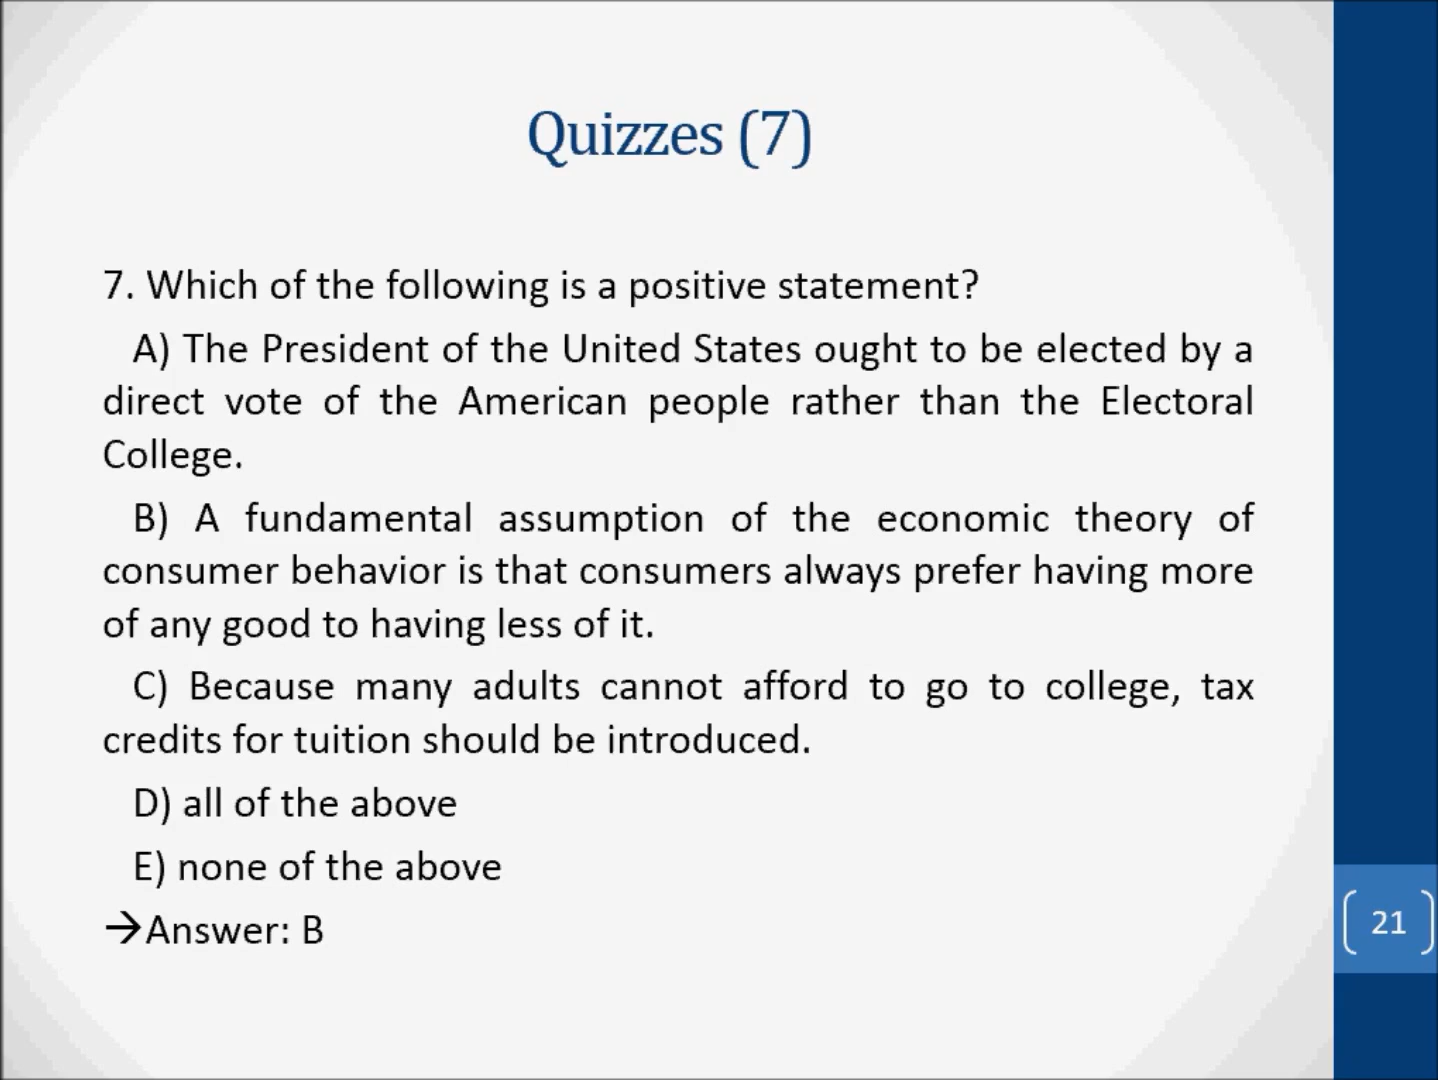 Quizzes (7)
7. Which of the following is a positive statement?
A) The President of the United States ought to be elected by a
direct vote of the American people rather than the Electoral
College.
B) A fundamental assumption of the economic theory of
consumer behavior is that consumers always prefer having more
of any good to having less of it.
C) Because many adults cannot afford to go to college, tax
credits for tuition should be introduced.
D) all of the above
E) none of the above
→Answer: B
21